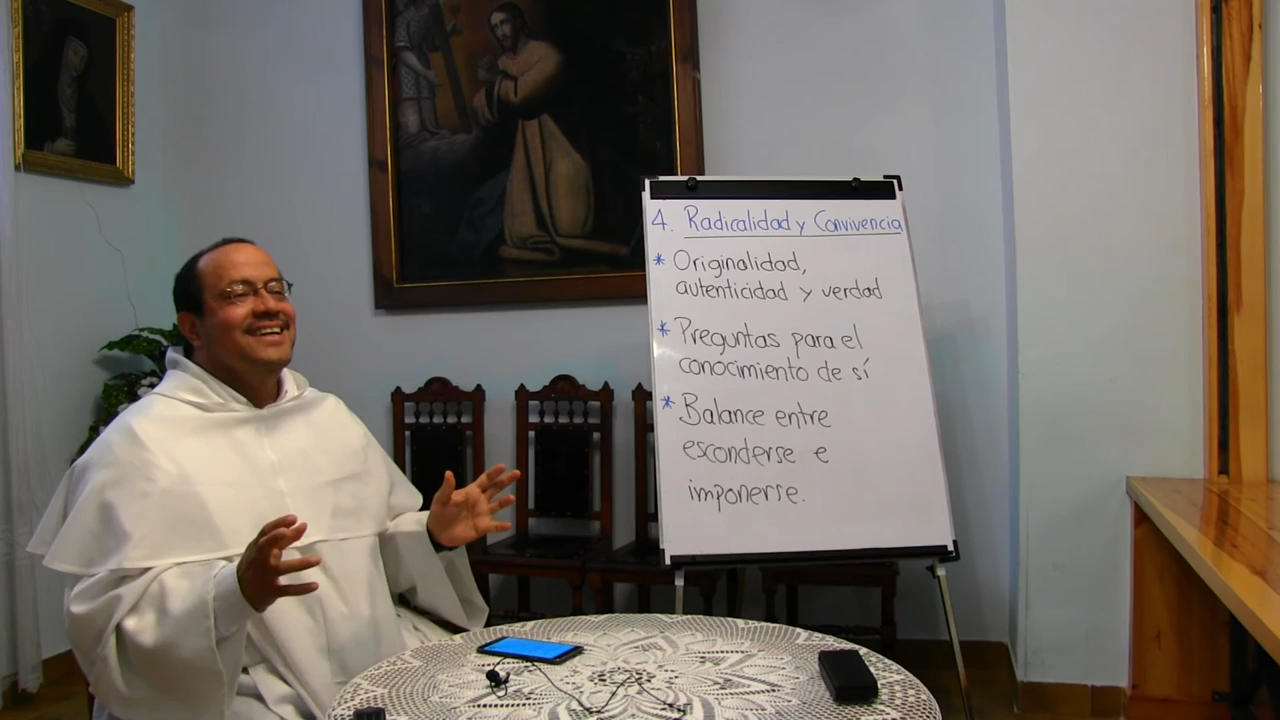 4. Radicalidad y Convivencia
* Originalidad,
autenticidad y verdad
* Preguntas para el
conocimiento de sí
* Balance entre
esconderse e
imponerse.